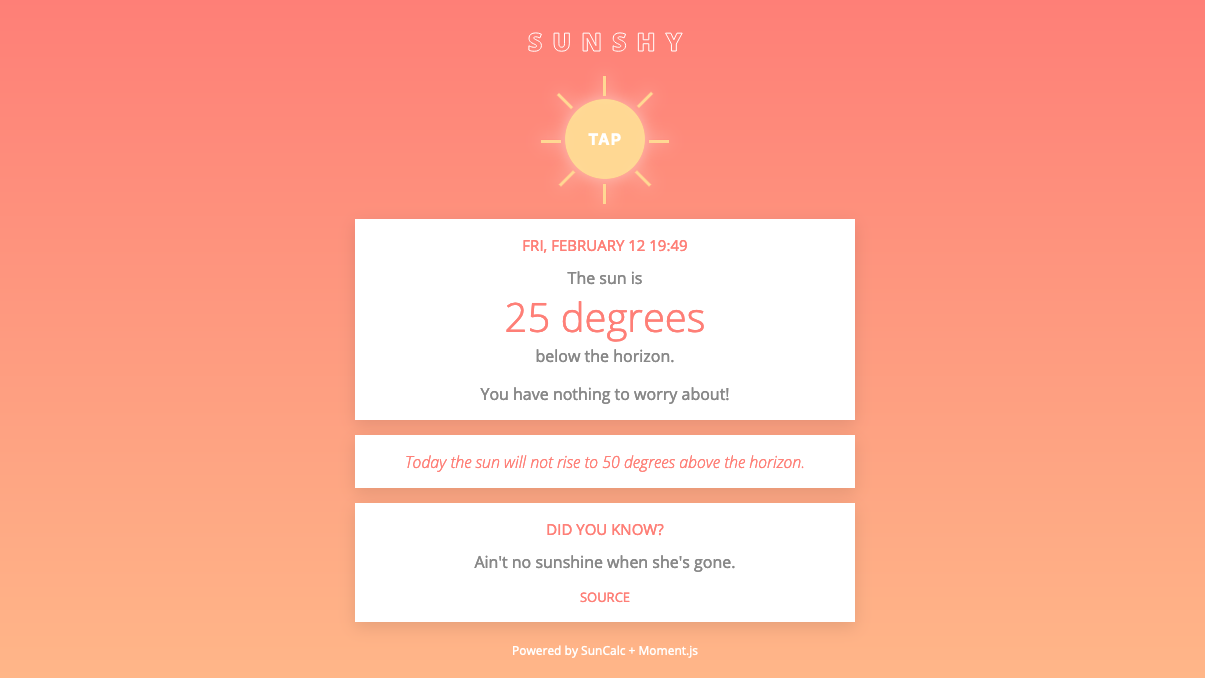 SUNSHY
TAP
FRI, FEBRUARY 12 19:49
The sun is
25 degrees
below the horizon.
You have nothing to worry about!
Today the sun will not rise to 50 degrees above the horizon.
DID YOU KNOW?
Ain't no sunshine when she's gone.
SOURCE
Powered by SunCalc + Moment.js